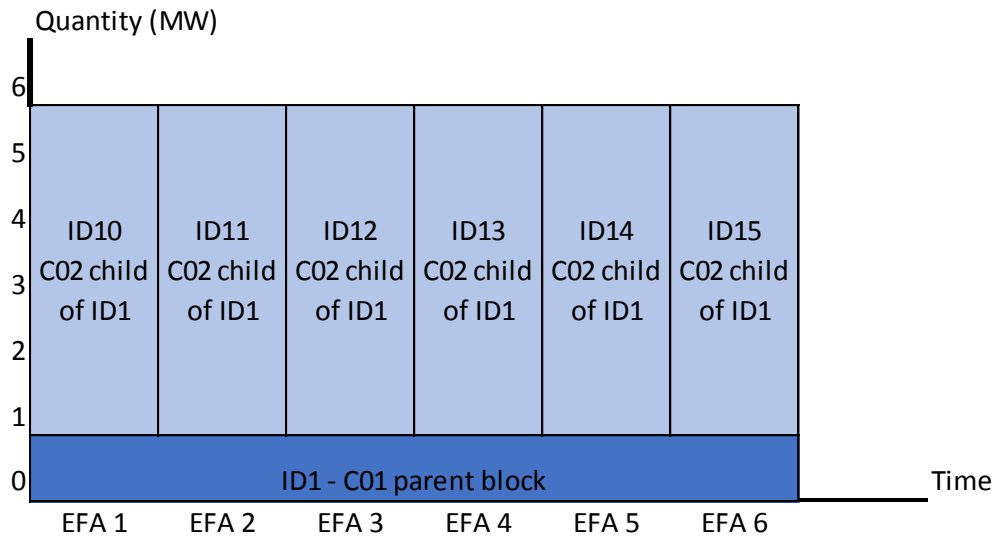 Quantity (MW)
6
5
4
3
2
1
0
ID10
C02 child
of ID1
ID11
C02 child
of ID1
ID12
C02 child
of ID1
ID13
C02 child
of ID1
ID14
C02 child
of ID1
ID15
C02 child
of ID1
ID1 - C01 parent block
Time
EFA 1 EFA 2 EFA 3 EFA 4 EFA 5 EFA 6